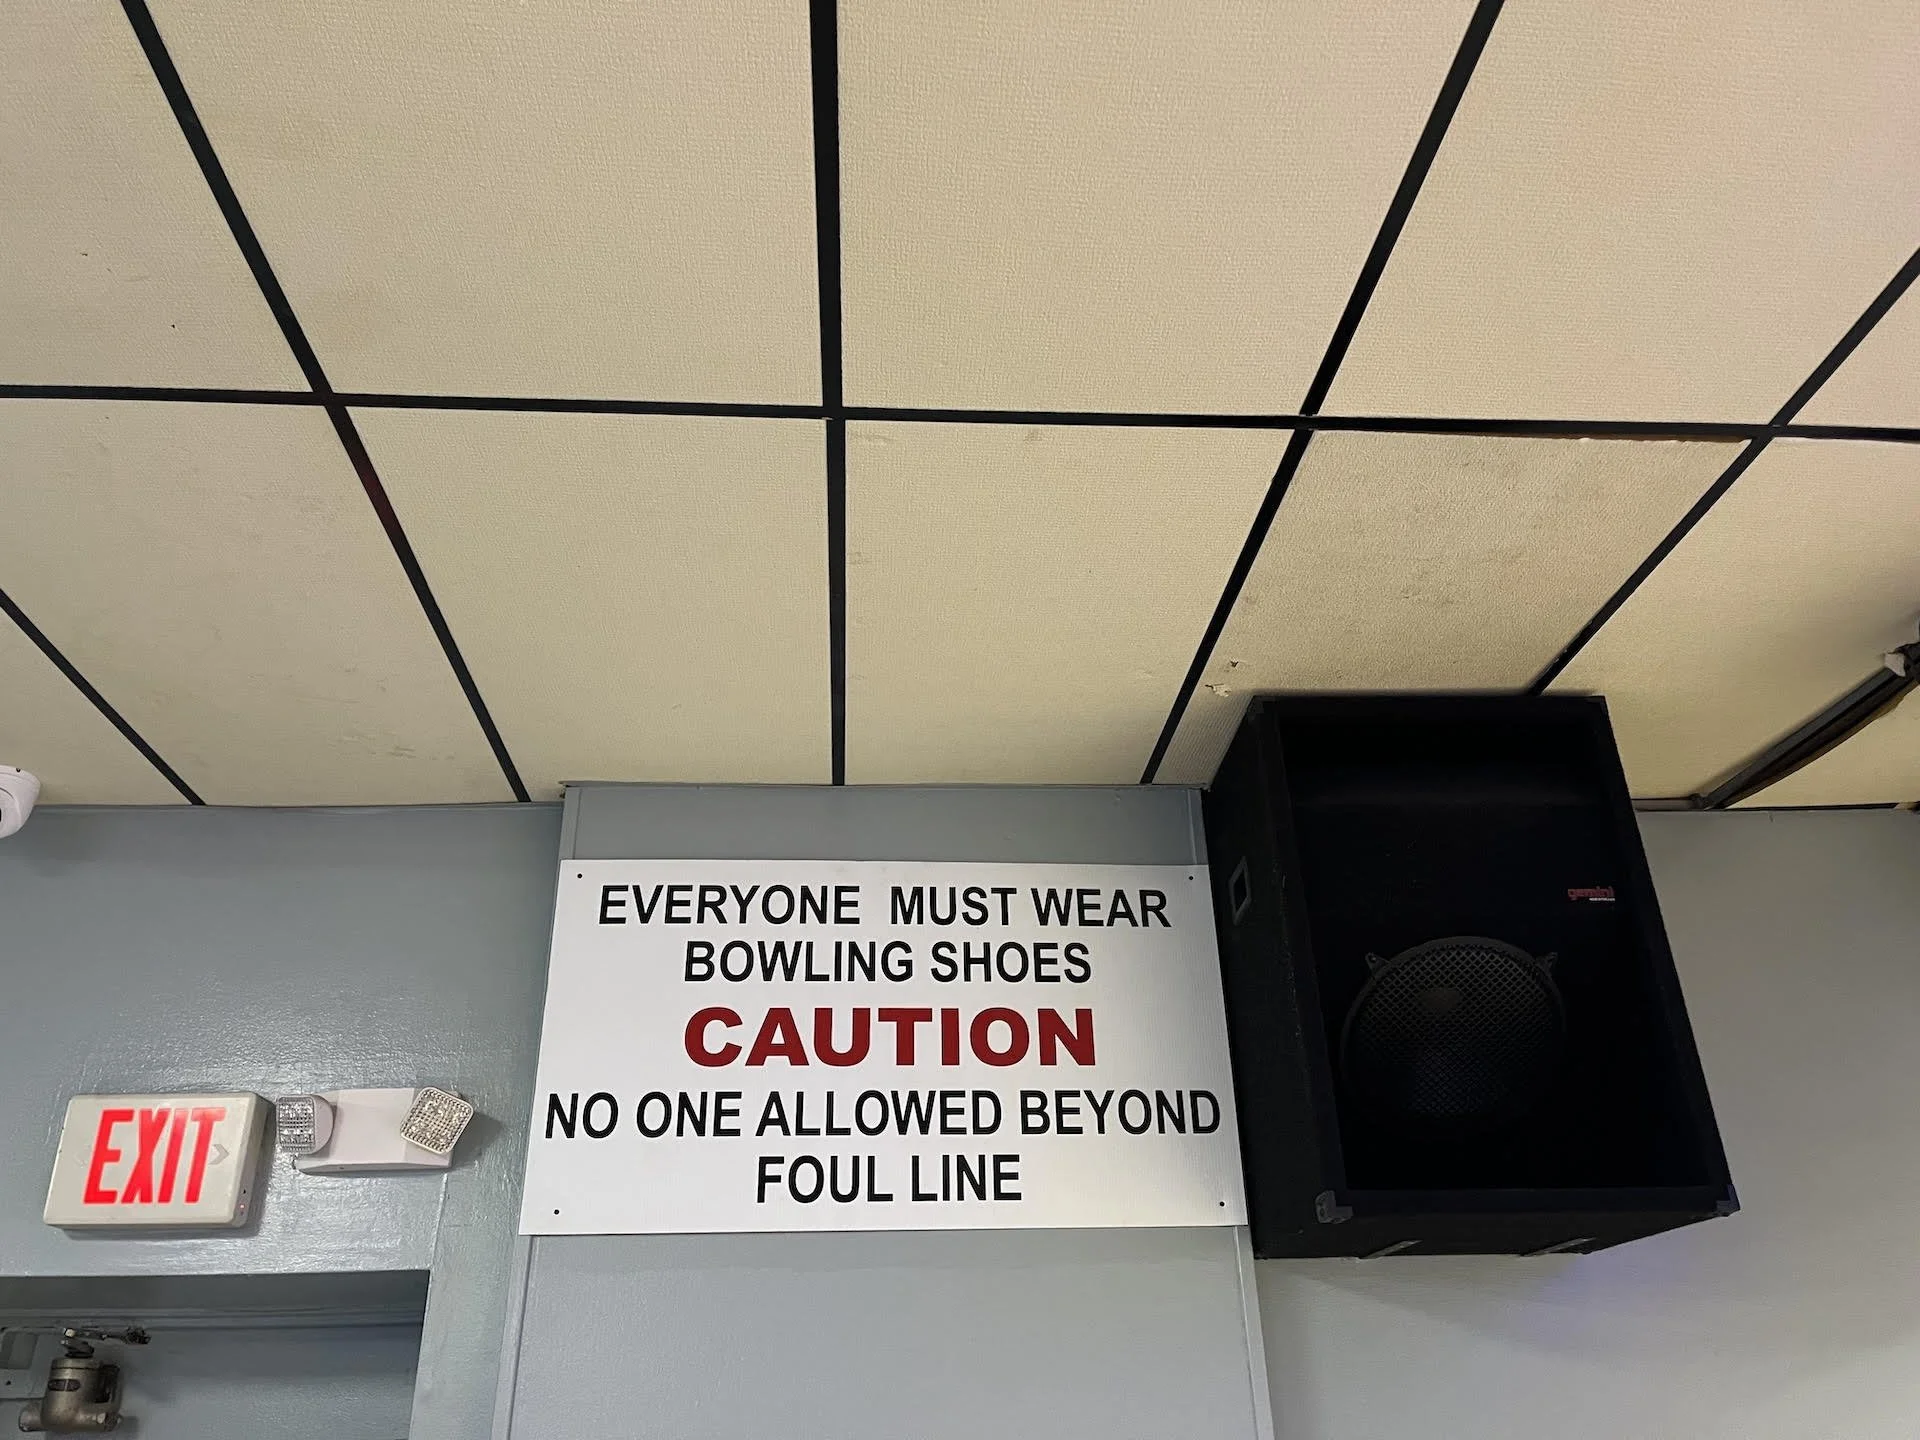 EVERYONE MUST WEAR
BOWLING SHOES
CAUTION
NO ONE ALLOWED BEYOND
FOUL LINE
EXIT
gemini